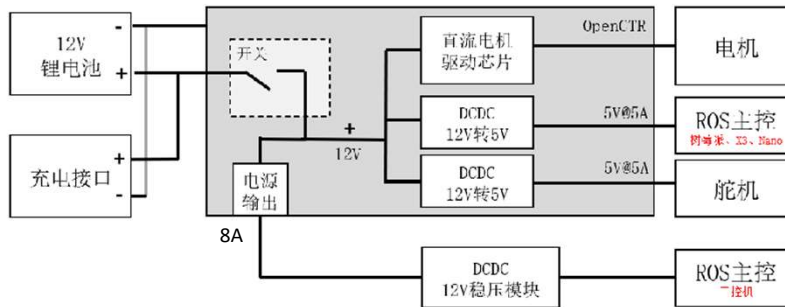 12V
锂电池
-
+
充电接口
+
-
开关
+
12V
电源
输出
8A
直流电机
驱动芯片
OpenCTR
电机
DCDC
12V转5V
5V@5A
ROS主控
树莓派、X3、Nano
DCDC
12V转5V
5V@5A
舵机
DCDC
12V稳压模块
ROS主控
工控机